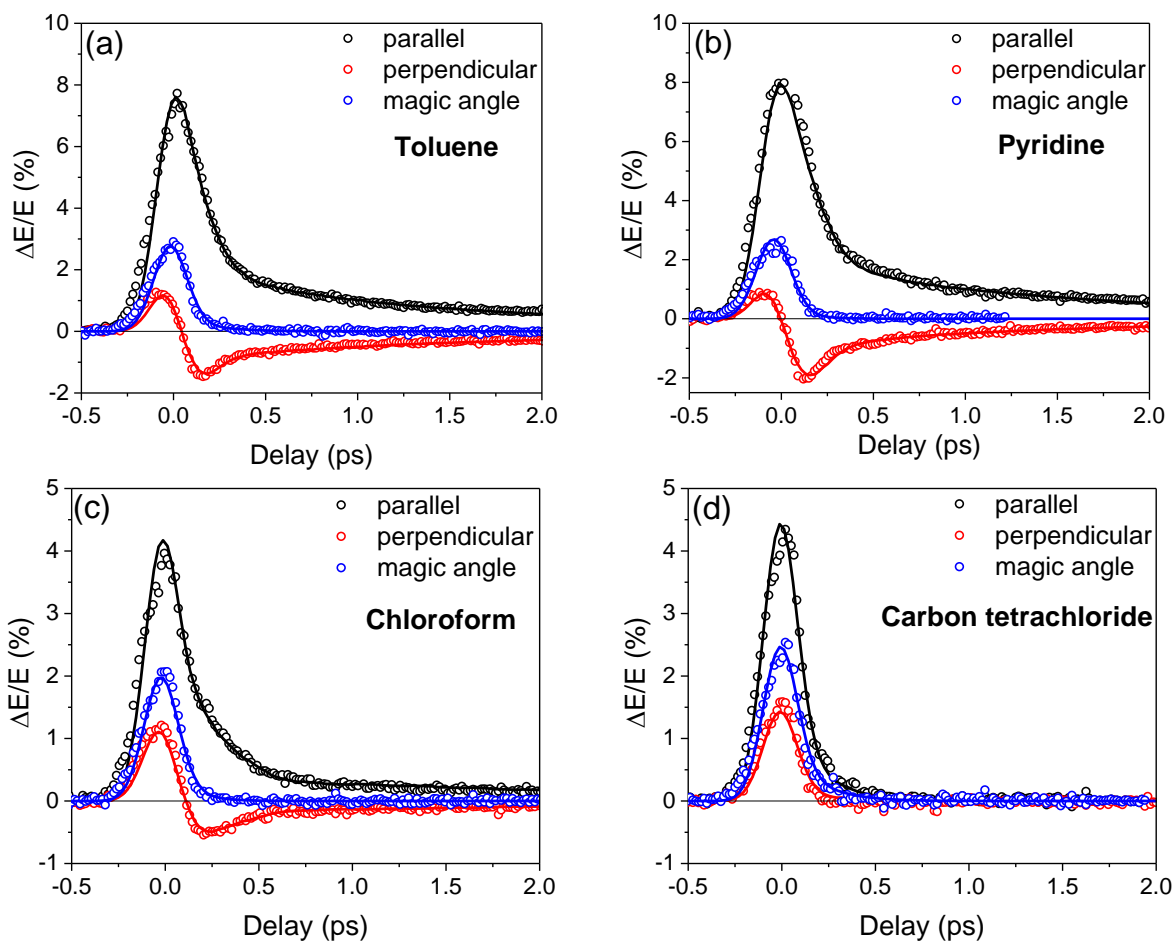 (a)
parallel
perpendicular
magic angle
Toluene
ΔE/E (%)
10
8
6
4
2
0
-2
-0.5 0.0 0.5 1.0 1.5 2.0
Delay (ps)
(b)
parallel
perpendicular
magic angle
Pyridine
ΔE/E (%)
10
8
6
4
2
0
-2
-0.5 0.0 0.5 1.0 1.5 2.0
Delay (ps)
(c)
parallel
perpendicular
magic angle
Chloroform
ΔE/E (%)
5
4
3
2
1
0
-1
-0.5 0.0 0.5 1.0 1.5 2.0
Delay (ps)
(d)
parallel
perpendicular
magic angle
Carbon tetrachloride
ΔE/E (%)
5
4
3
2
1
0
-1
-0.5 0.0 0.5 1.0 1.5 2.0
Delay (ps)